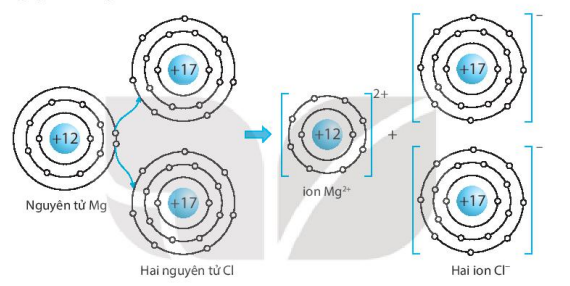 +12
Nguyên tử Mg
+17
+17
Hai nguyên tử Cl
+12
2+
ion Mg²⁺
+
+17
−
+17
−
Hai ion Cl⁻